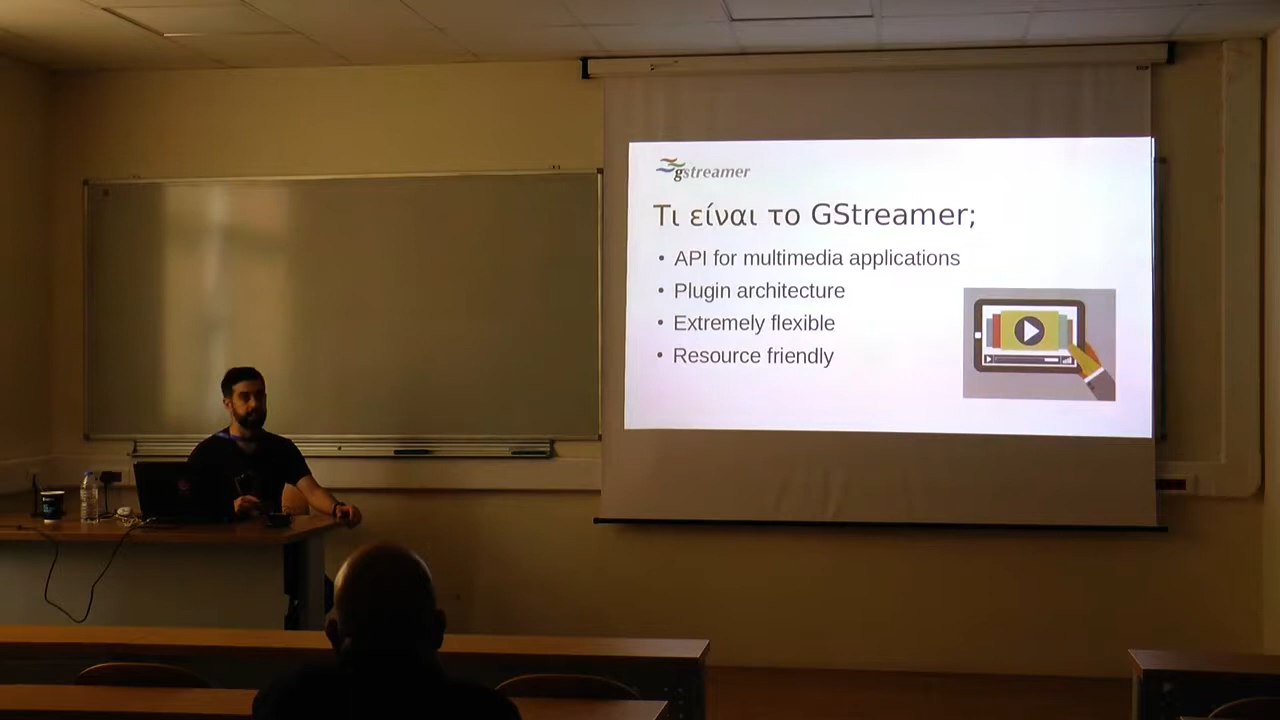 gstreamer
Τι είναι το GStreamer;
• API for multimedia applications
• Plugin architecture
• Extremely flexible
• Resource friendly